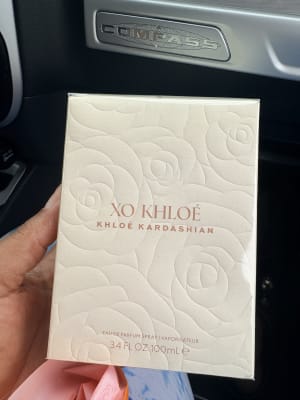 COMPASS
XO KHLOÉ
KHLOÉ KARDASHIAN
EAU DE PARFUM SPRAY | VAPORISATEUR
3.4 FL OZ 100mL ℮